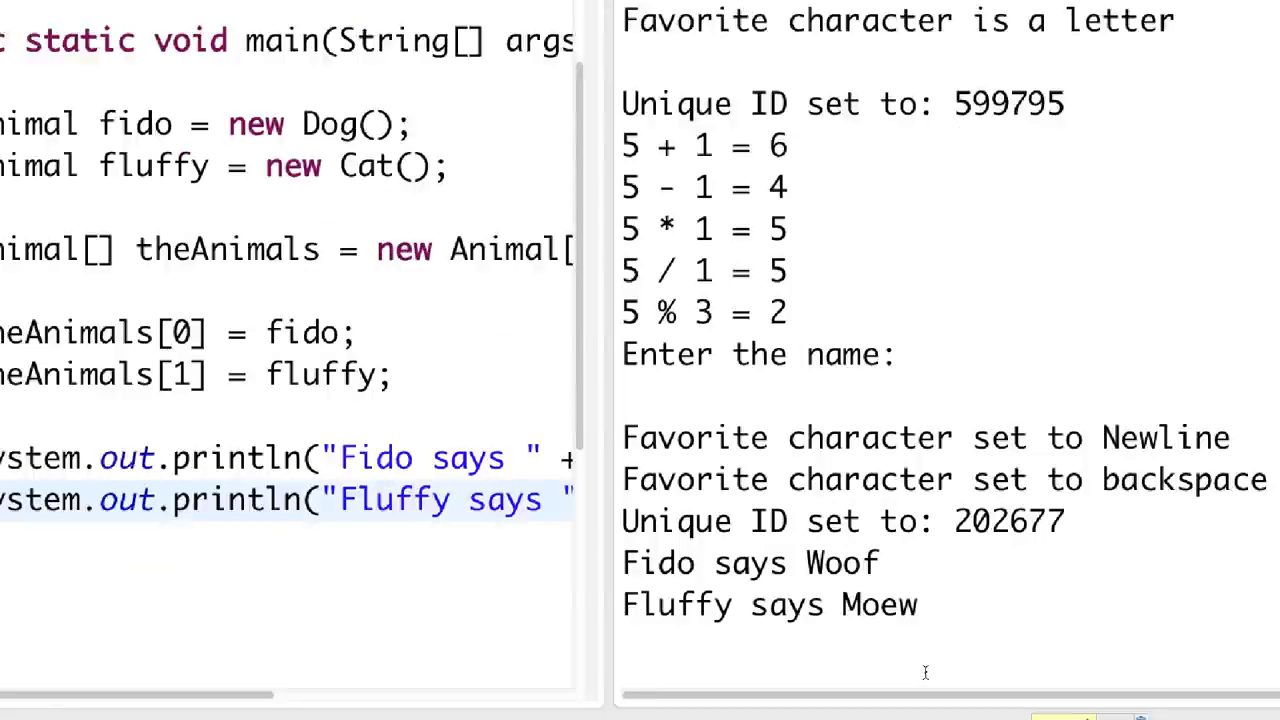 c static void main(String[] args
nimal fido = new Dog();
nimal fluffy = new Cat();
nimal[] theAnimals = new Animal[
heAnimals[0] = fido;
heAnimals[1] = fluffy;
ystem.out.println("Fido says " +
ystem.out.println("Fluffy says "
Favorite character is a letter
Unique ID set to: 599795
5 + 1 = 6
5 - 1 = 4
5 * 1 = 5
5 / 1 = 5
5 % 3 = 2
Enter the name:
Favorite character set to Newline
Favorite character set to backspace
Unique ID set to: 202677
Fido says Woof
Fluffy says Moew